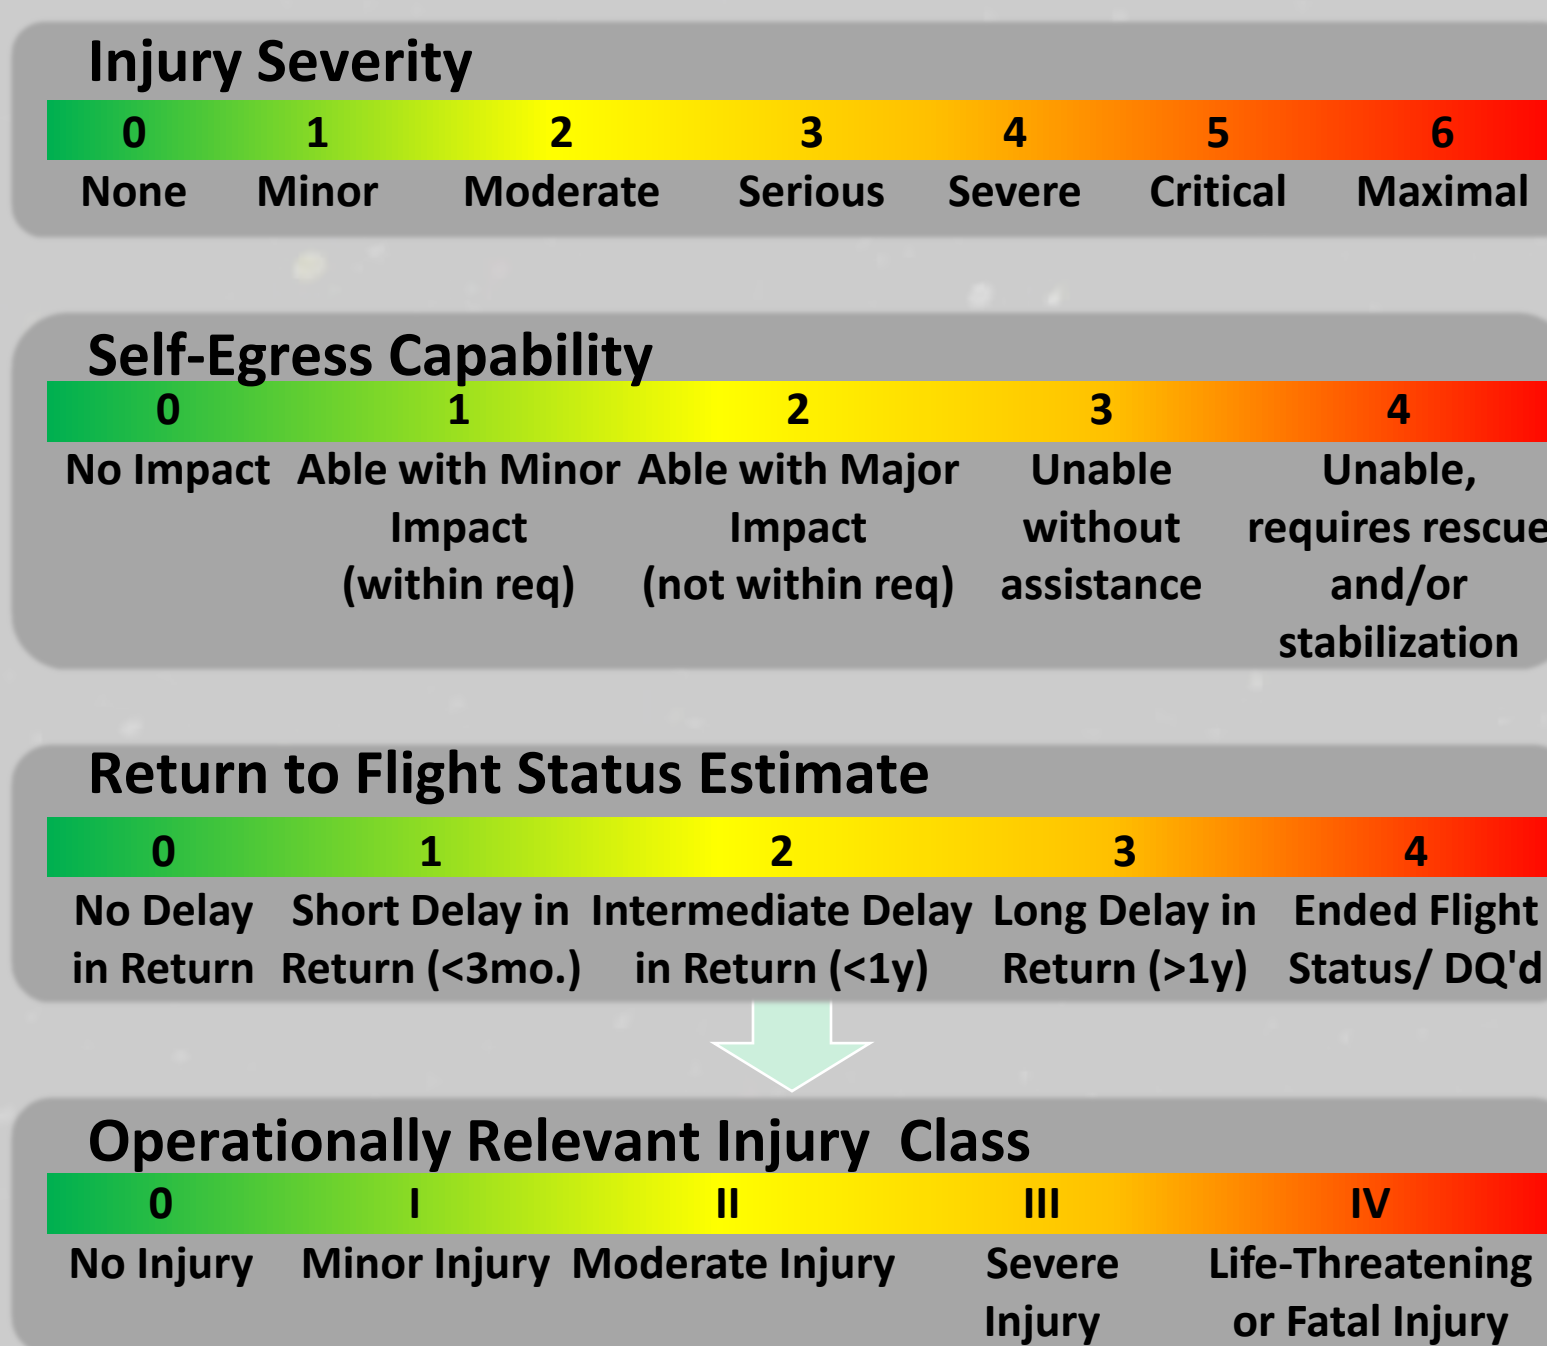 Injury Severity
0 1 2 3 4 5 6
None Minor Moderate Serious Severe Critical Maximal
Self-Egress Capability
0 1 2 3 4
No Impact Able with Minor Able with Major Unable Unable,
Impact Impact without requires rescue
(within req) (not within req) assistance and/or
stabilization
Return to Flight Status Estimate
0 1 2 3 4
No Delay Short Delay in Intermediate Delay Long Delay in Ended Flight
in Return Return (<3mo.) in Return (<1y) Return (>1y) Status/ DQ'd
Operationally Relevant Injury  Class
0 I II III IV
No Injury Minor Injury Moderate Injury Severe Life-Threatening
Injury or Fatal Injury